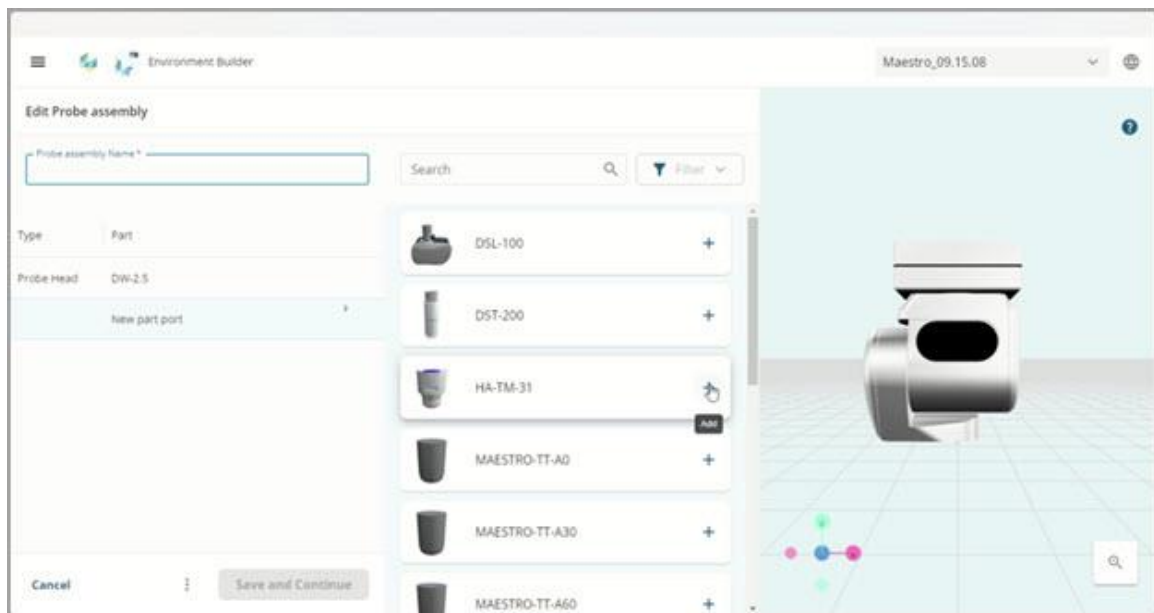 Environment Builder
Maestro_09.15.08
Edit Probe assembly
Probe assembly Name *
Search
Filter
Type Part
Probe Head DW-2.5
New part port
DSL-100
DST-200
HA-TM-31
Add
MAESTRO-TT-A0
MAESTRO-TT-A30
MAESTRO-TT-A60
Cancel
Save and Continue